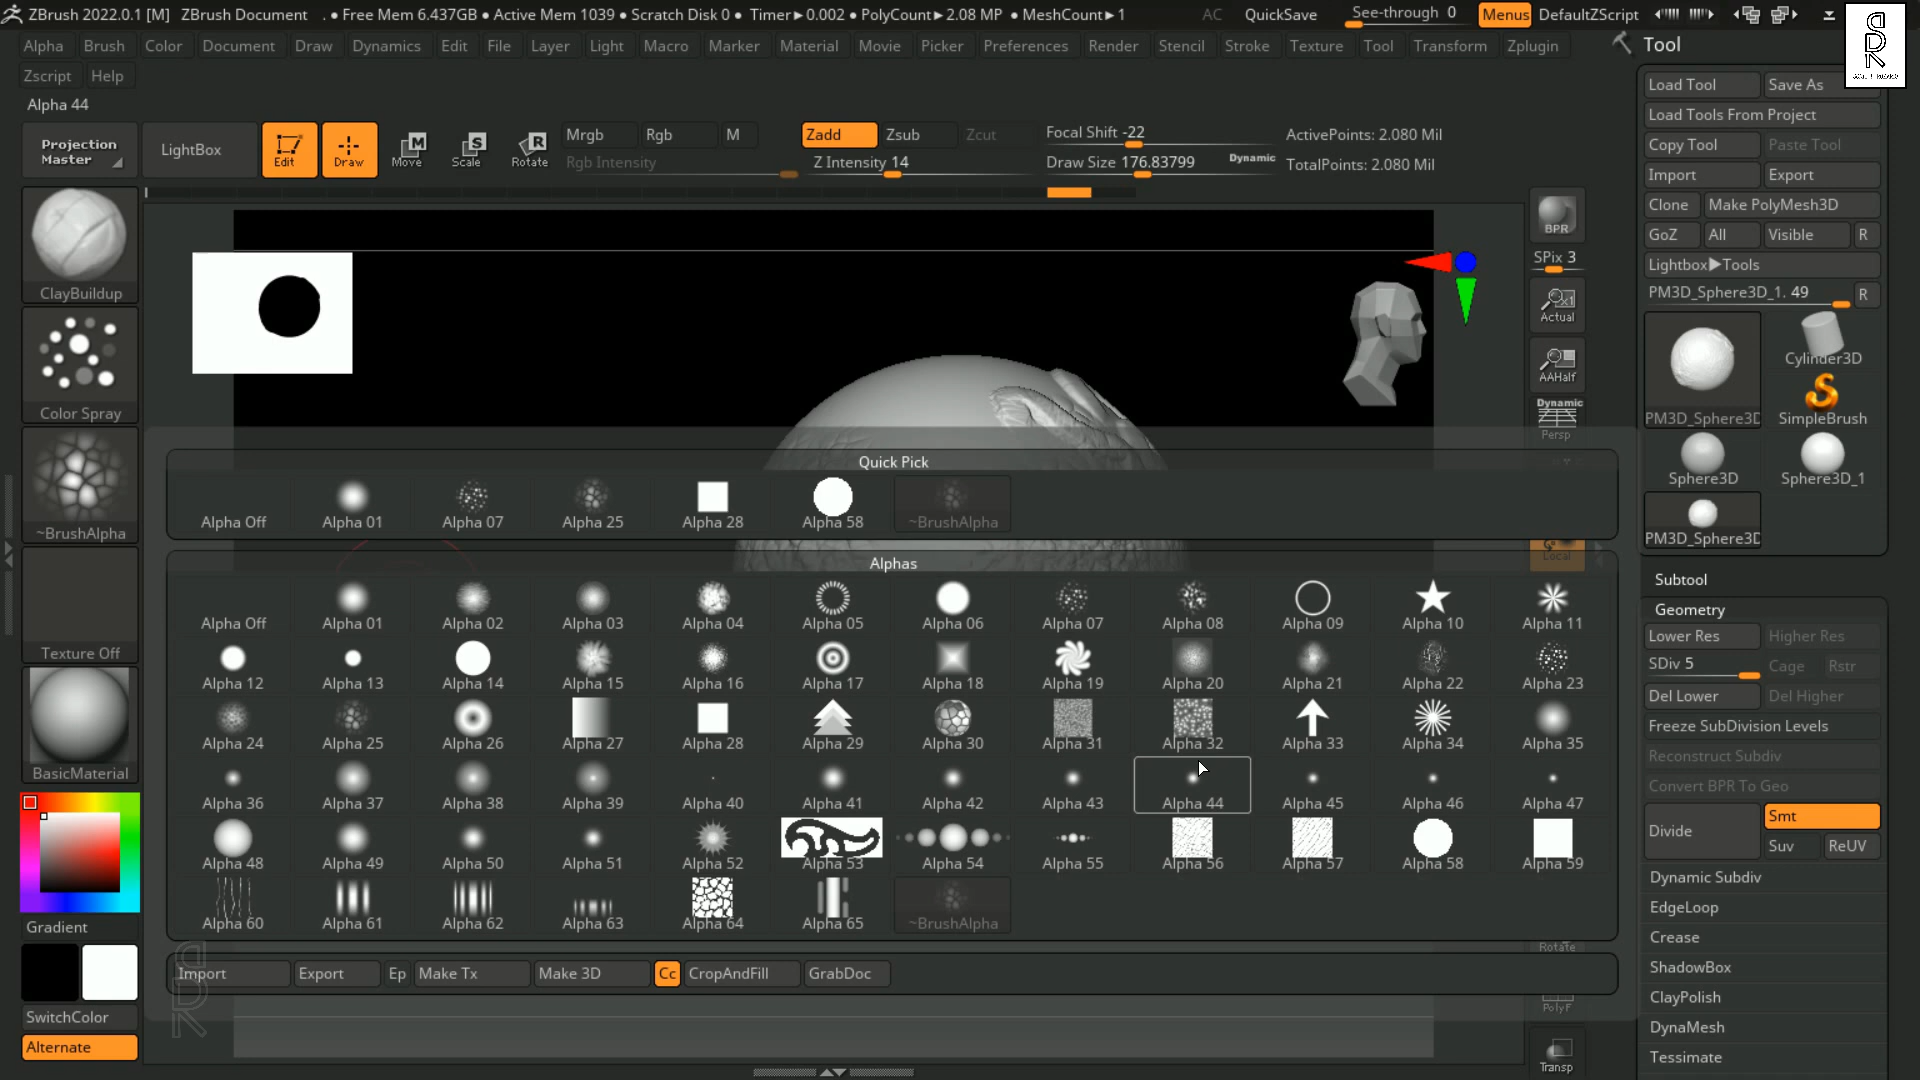 ZBrush 2022.0.1 [M] ZBrush Document . • Free Mem 6.437GB • Active Mem 1039 • Scratch Disk 0 • Timer▶0.002 • PolyCount▶2.08 MP • MeshCount▶1 AC QuickSave See-through 0 Menus DefaultZScript
Alpha Brush Color Document Draw Dynamics Edit File Layer Light Macro Marker Material Movie Picker Preferences Render Stencil Stroke Texture Tool Transform Zplugin
Zscript Help
Alpha 44
Projection Master
LightBox
Edit Draw Move Scale Rotate
Mrgb Rgb M
Rgb Intensity
Zadd Zsub Zcut
Z Intensity 14
Focal Shift -22
Draw Size 176.83799 Dynamic
ActivePoints: 2.080 Mil
TotalPoints: 2.080 Mil
ClayBuildup
Color Spray
~BrushAlpha
Texture Off
BasicMaterial
Gradient
SwitchColor
Alternate
Quick Pick
Alpha Off Alpha 01 Alpha 07 Alpha 25 Alpha 28 Alpha 58 ~BrushAlpha
Alphas
Alpha Off Alpha 01 Alpha 02 Alpha 03 Alpha 04 Alpha 05 Alpha 06 Alpha 07 Alpha 08 Alpha 09 Alpha 10 Alpha 11
Alpha 12 Alpha 13 Alpha 14 Alpha 15 Alpha 16 Alpha 17 Alpha 18 Alpha 19 Alpha 20 Alpha 21 Alpha 22 Alpha 23
Alpha 24 Alpha 25 Alpha 26 Alpha 27 Alpha 28 Alpha 29 Alpha 30 Alpha 31 Alpha 32 Alpha 33 Alpha 34 Alpha 35
Alpha 36 Alpha 37 Alpha 38 Alpha 39 Alpha 40 Alpha 41 Alpha 42 Alpha 43 Alpha 44 Alpha 45 Alpha 46 Alpha 47
Alpha 48 Alpha 49 Alpha 50 Alpha 51 Alpha 52 Alpha 53 Alpha 54 Alpha 55 Alpha 56 Alpha 57 Alpha 58 Alpha 59
Alpha 60 Alpha 61 Alpha 62 Alpha 63 Alpha 64 Alpha 65 ~BrushAlpha
Import Export Ep Make Tx Make 3D Cc CropAndFill GrabDoc
BPR
SPix 3
Actual
AAHalf
Dynamic
Persp
Local
RotAte
PolyF
Transp
Tool
Load Tool Save As
Load Tools From Project
Copy Tool Paste Tool
Import Export
Clone Make PolyMesh3D
GoZ All Visible R
Lightbox▶Tools
PM3D_Sphere3D_1. 49 R
PM3D_Sphere3D Cylinder3D
SimpleBrush
Sphere3D Sphere3D_1
PM3D_Sphere3D
Subtool
Geometry
Lower Res Higher Res
SDiv 5 Cage Rstr
Del Lower Del Higher
Freeze SubDivision Levels
Reconstruct Subdiv
Convert BPR To Geo
Divide Smt
Suv ReUV
Dynamic Subdiv
EdgeLoop
Crease
ShadowBox
ClayPolish
DynaMesh
Tessimate